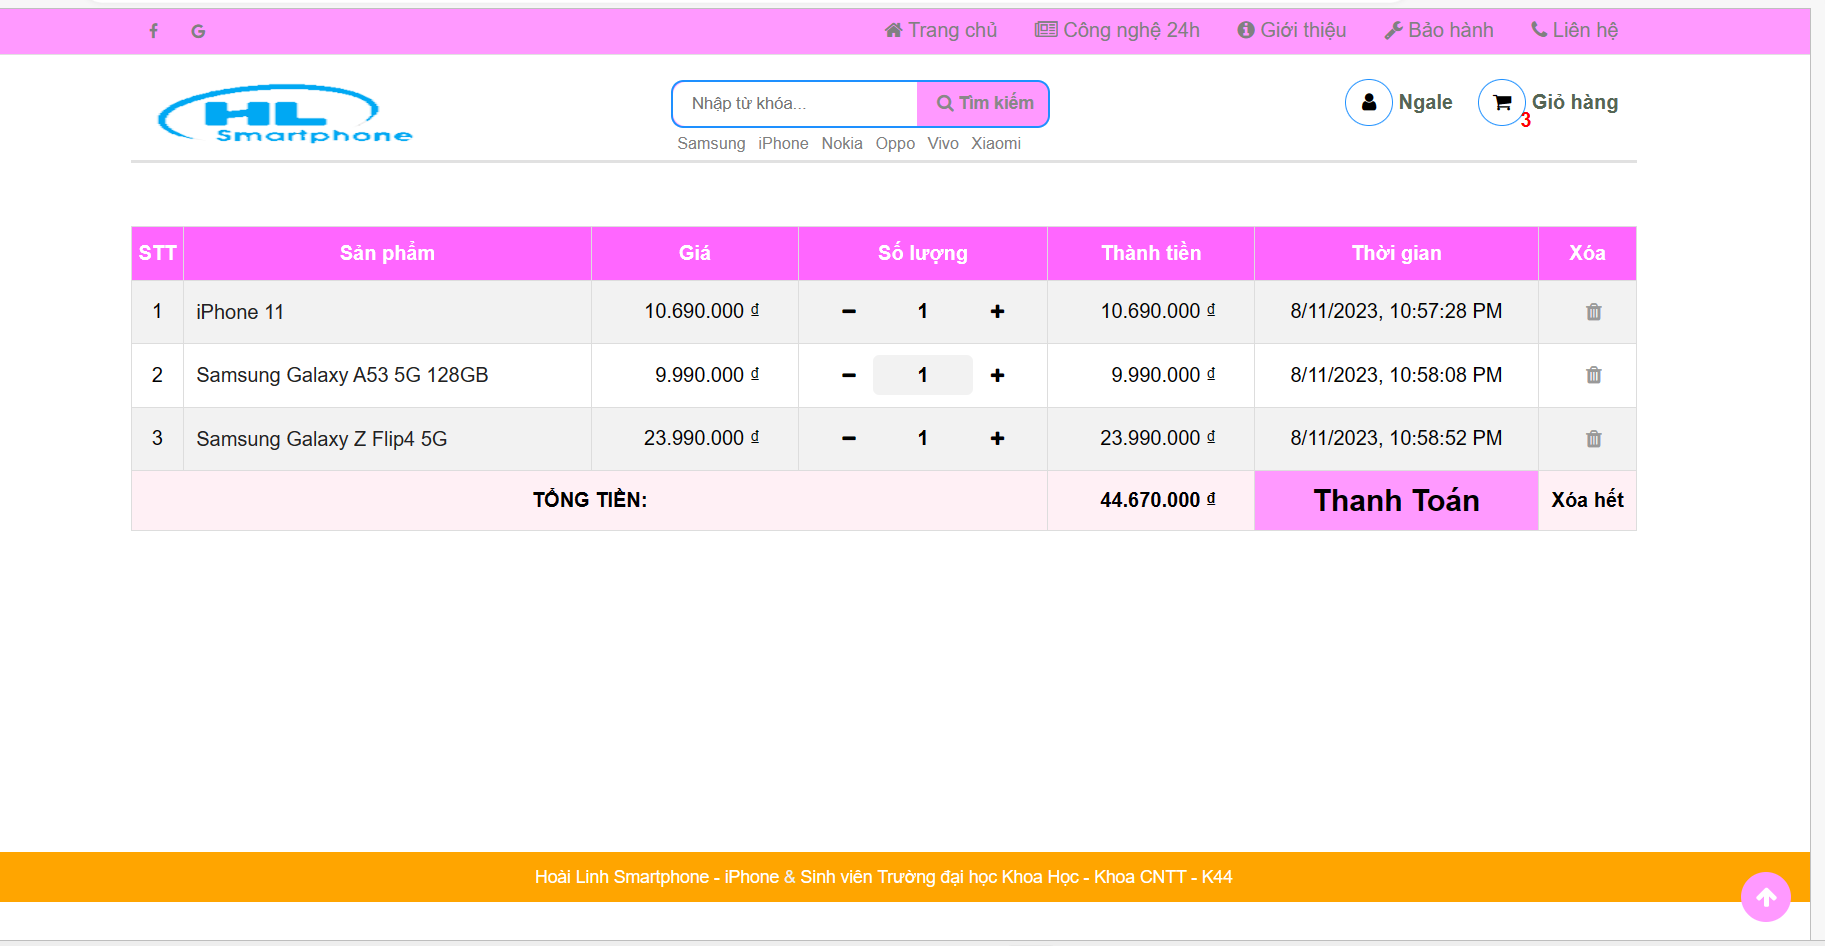 Trang chủ Công nghệ 24h Giới thiệu Bảo hành Liên hệ
HL
Smartphone
Nhập từ khóa... Tìm kiếm
Samsung iPhone Nokia Oppo Vivo Xiaomi
Ngale Giỏ hàng
3
STT Sản phẩm Giá Số lượng Thành tiền Thời gian Xóa
1 iPhone 11 10.690.000 ₫ 1 10.690.000 ₫ 8/11/2023, 10:57:28 PM
2 Samsung Galaxy A53 5G 128GB 9.990.000 ₫ 1 9.990.000 ₫ 8/11/2023, 10:58:08 PM
3 Samsung Galaxy Z Flip4 5G 23.990.000 ₫ 1 23.990.000 ₫ 8/11/2023, 10:58:52 PM
TỔNG TIỀN: 44.670.000 ₫ Thanh Toán Xóa hết
Hoài Linh Smartphone - iPhone & Sinh viên Trường đại học Khoa Học - Khoa CNTT - K44